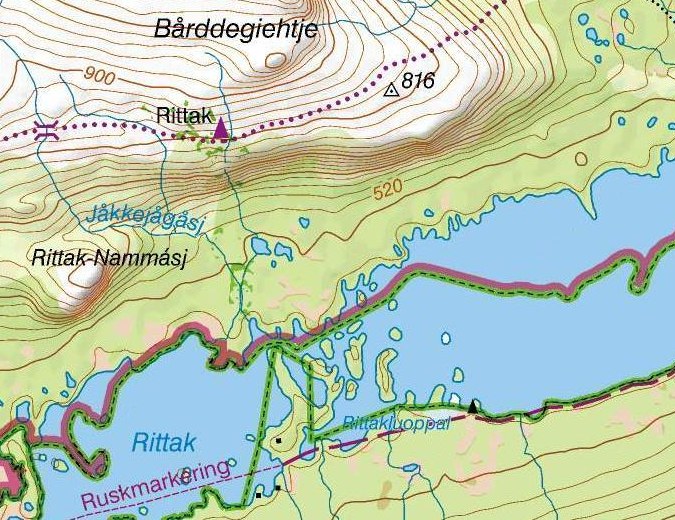 Bårddegiehtje
900
816
Rittak
520
Jåkkejågåsj
Rittak-Nammásj
Rittakluoppal
Rittak
Ruskmarkering